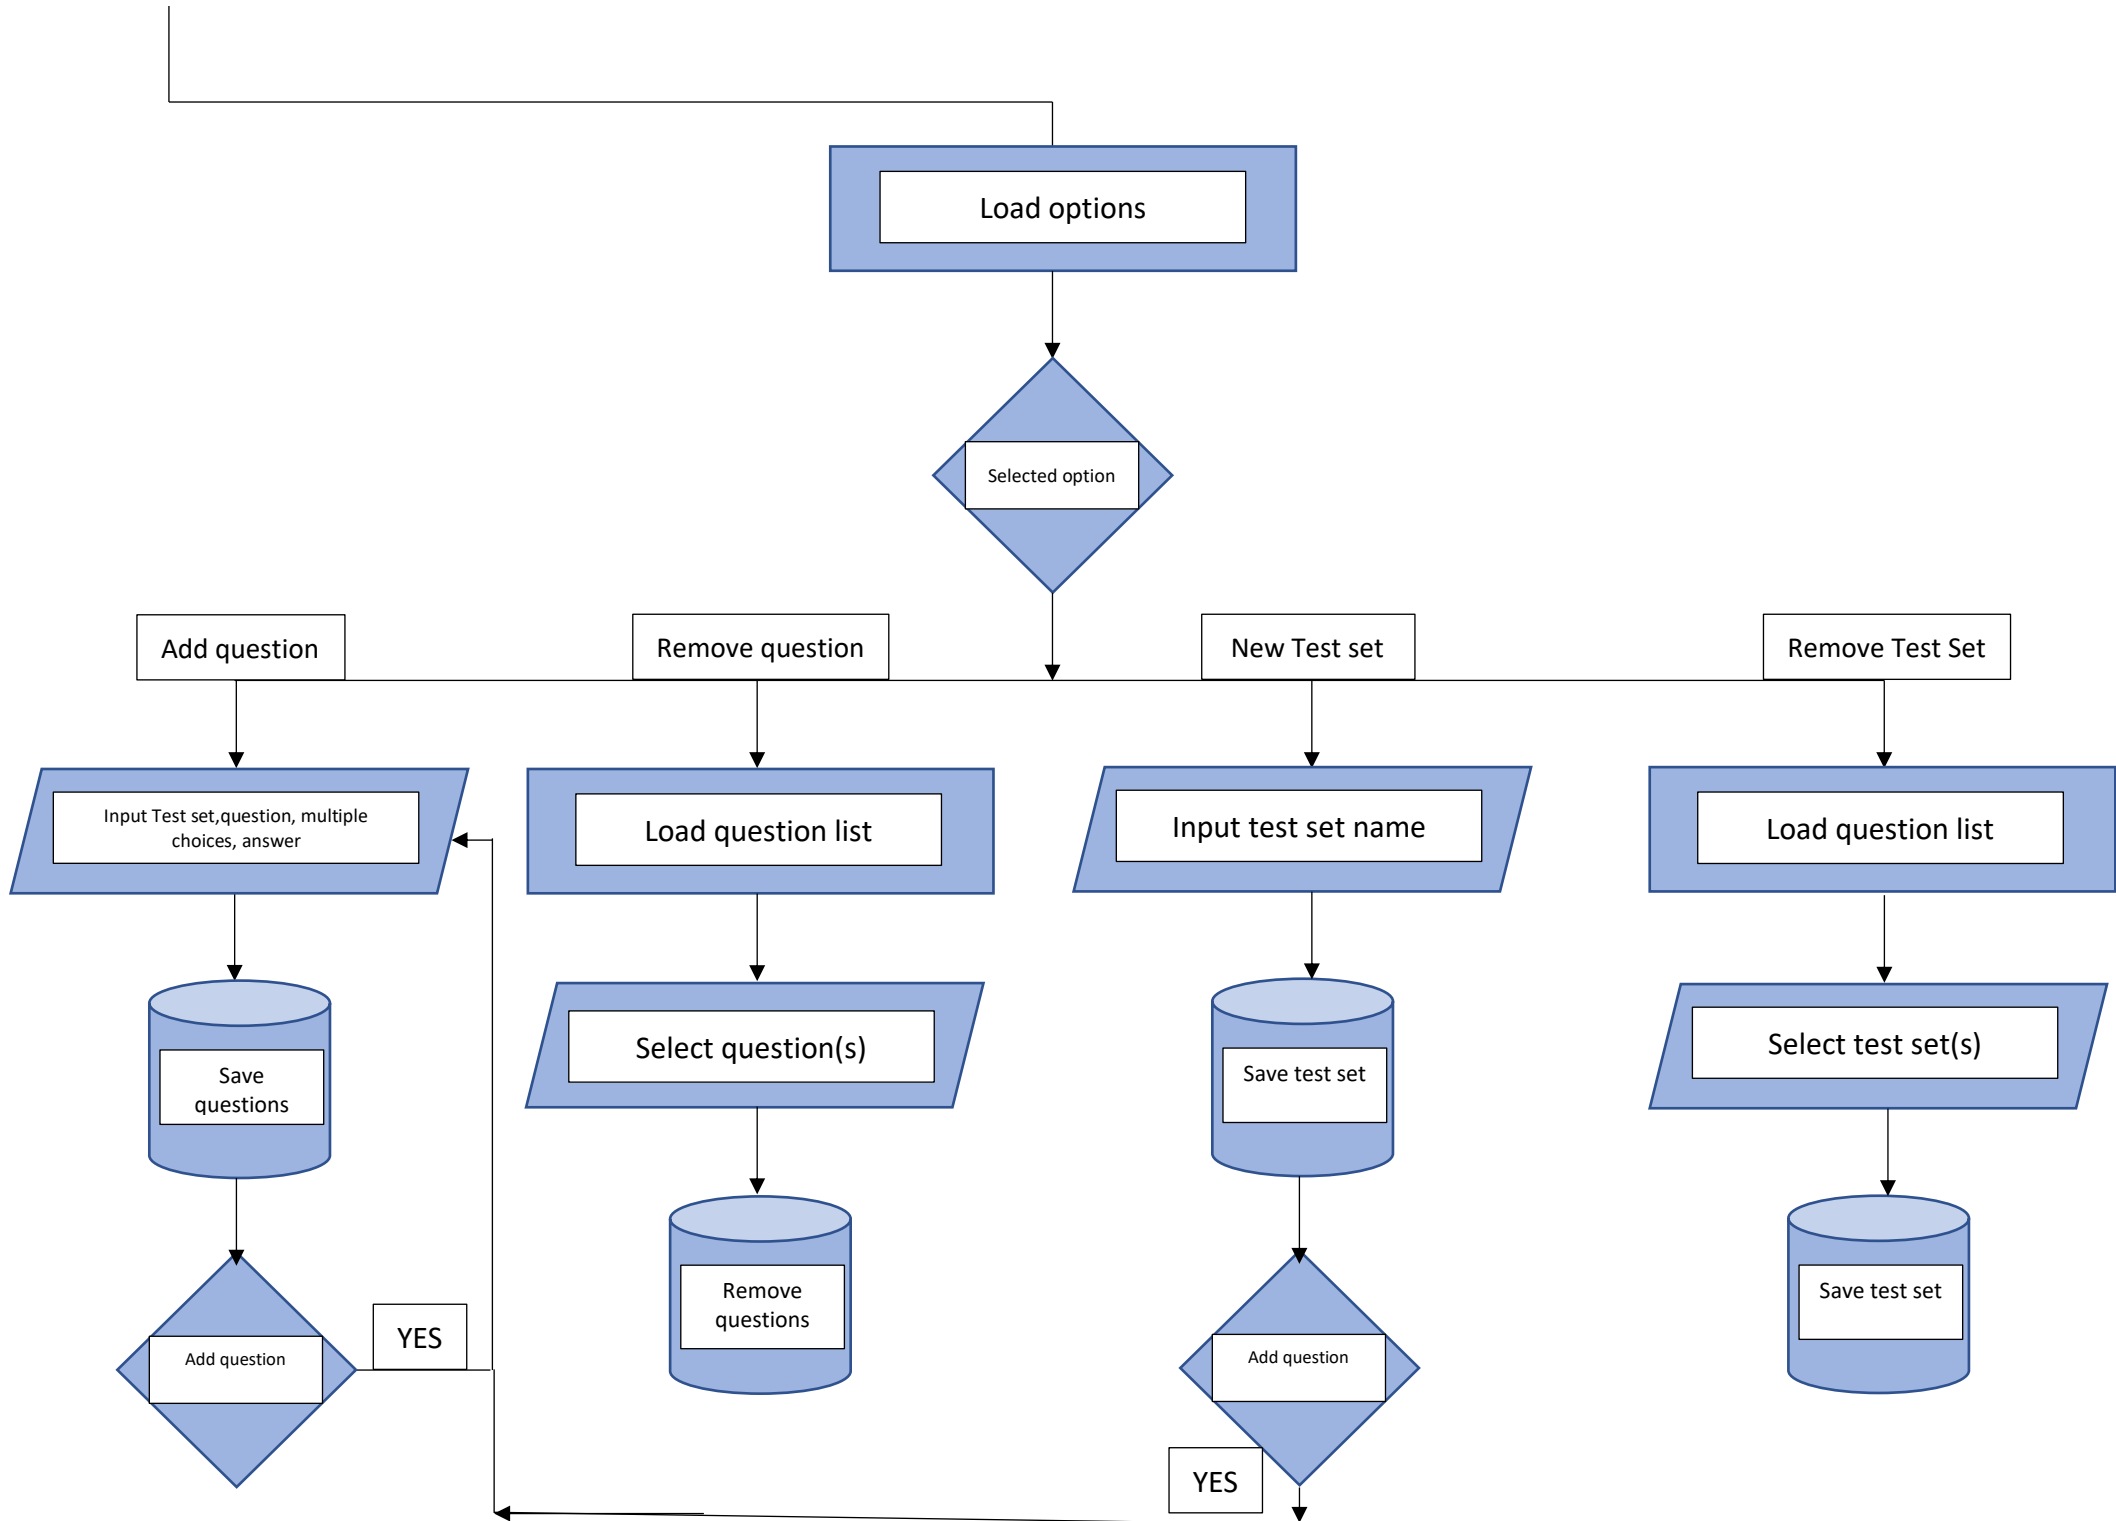 Load options
Selected option
Add question
Remove question
New Test set
Remove Test Set
Input Test set,question, multiple
choices, answer
Load question list
Input test set name
Load question list
Save
questions
Select question(s)
Save test set
Select test set(s)
Add question
YES
Remove
questions
Add question
YES
Save test set